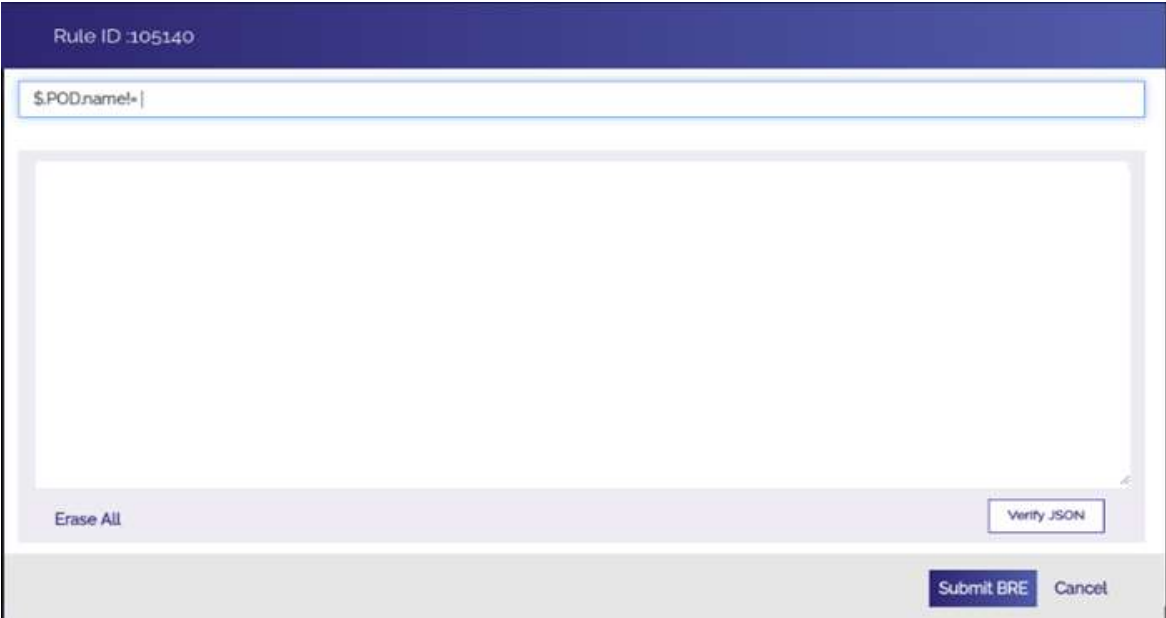 Rule ID :105140
$.POD.name!= 
Erase All
Verify JSON
Submit BRE
Cancel